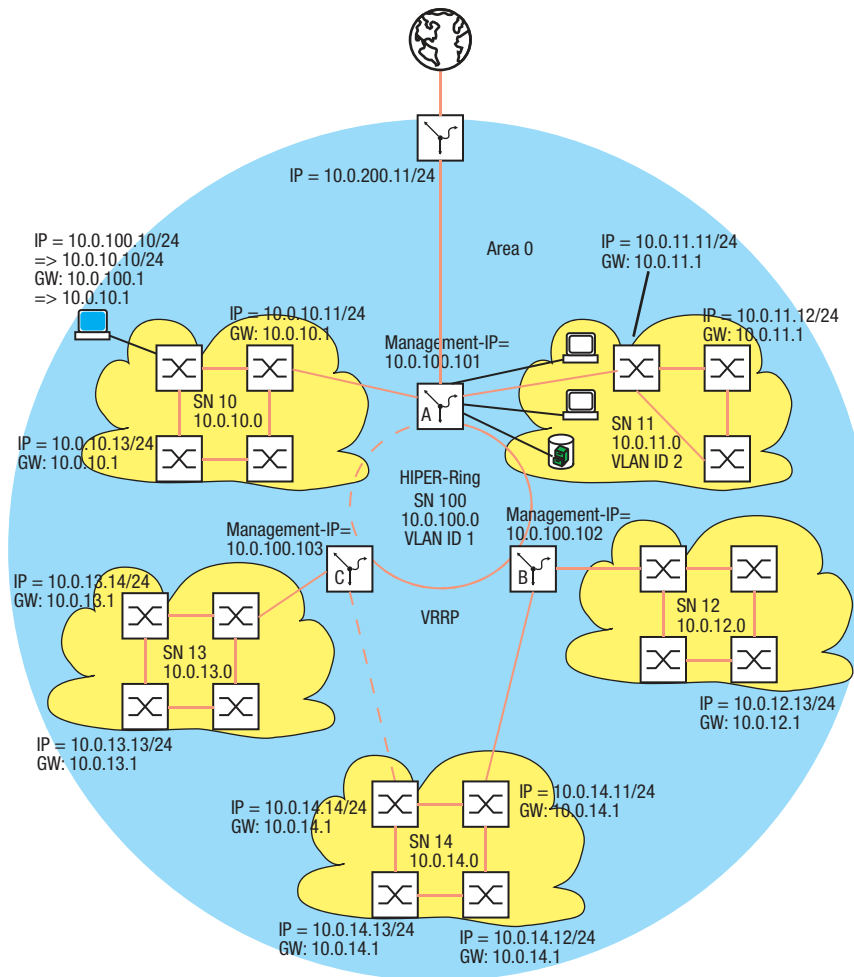 IP = 10.0.200.11/24
Area 0
IP = 10.0.100.10/24
=> 10.0.10.10/24
GW: 10.0.100.1
=> 10.0.10.1
IP = 10.0.11.11/24
GW: 10.0.11.1
IP = 10.0.10.11/24
GW: 10.0.10.1
IP = 10.0.11.12/24
GW: 10.0.11.1
Management-IP=
10.0.100.101
SN 10
10.0.10.0
A
SN 11
10.0.11.0
VLAN ID 2
IP = 10.0.10.13/24
GW: 10.0.10.1
HIPER-Ring
SN 100
10.0.100.0
VLAN ID 1
Management-IP=
10.0.100.103
Management-IP=
10.0.100.102
C
B
IP = 10.0.13.14/24
GW: 10.0.13.1
VRRP
SN 12
10.0.12.0
SN 13
10.0.13.0
IP = 10.0.12.13/24
GW: 10.0.12.1
IP = 10.0.13.13/24
GW: 10.0.13.1
IP = 10.0.14.14/24
GW: 10.0.14.1
IP = 10.0.14.11/24
GW: 10.0.14.1
SN 14
10.0.14.0
IP = 10.0.14.13/24
GW: 10.0.14.1
IP = 10.0.14.12/24
GW: 10.0.14.1